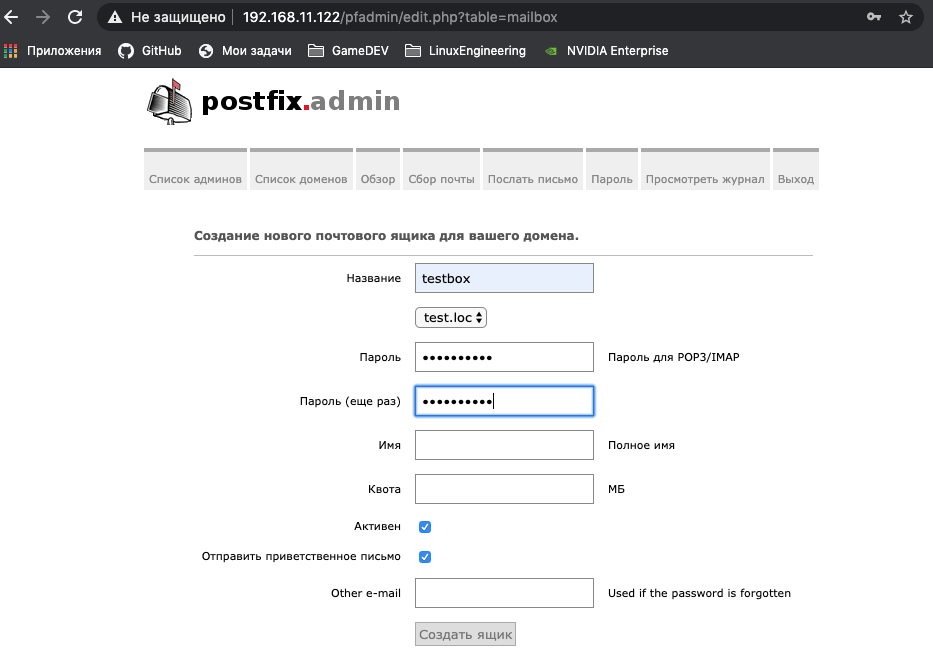 Не защищено 192.168.11.122/pfadmin/edit.php?table=mailbox
Приложения GitHub Мои задачи GameDEV LinuxEngineering NVIDIA Enterprise
postfix.admin
Список админов Список доменов Обзор Сбор почты Послать письмо Пароль Просмотреть журнал Выход
Создание нового почтового ящика для вашего домена.
Название testbox
test.loc
Пароль •••••••••• Пароль для POP3/IMAP
Пароль (еще раз) ••••••••••
Имя Полное имя
Квота МБ
Активен
Отправить приветственное письмо
Other e-mail Used if the password is forgotten
Создать ящик